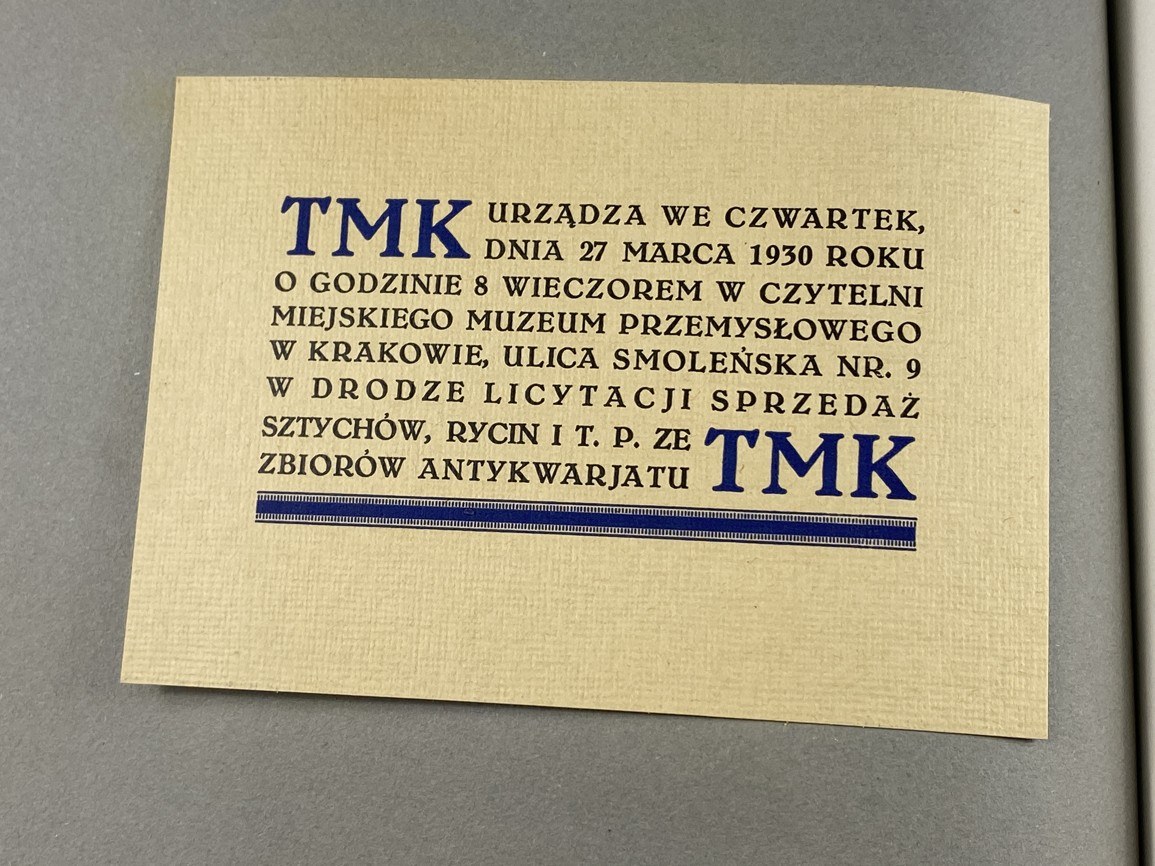 TMK URZĄDZA WE CZWARTEK,
DNIA 27 MARCA 1930 ROKU
O GODZINIE 8 WIECZOREM W CZYTELNI
MIEJSKIEGO MUZEUM PRZEMYSŁOWEGO
W KRAKOWIE, ULICA SMOLEŃSKA NR. 9
W DRODZE LICYTACJI SPRZEDAŻ
SZTYCHÓW, RYCIN I T. P. ZE
ZBIORÓW ANTYKWARJATU TMK